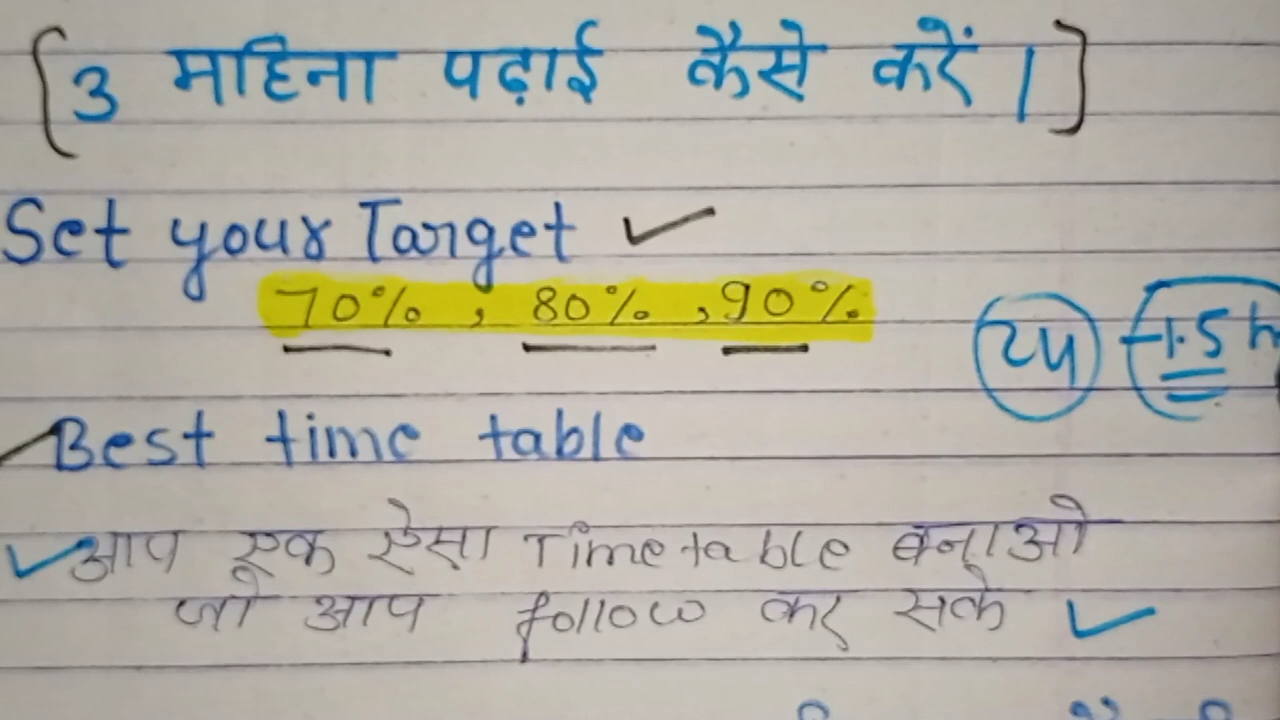 [3 महिना पढ़ाई कैसे करें ।]
Set your Target ✓
70% , 80% , 90%
24 -1.5 h
Best time table
✓ आप एक ऐसा Time table बनाओ
जो आप follow कर सके ✓